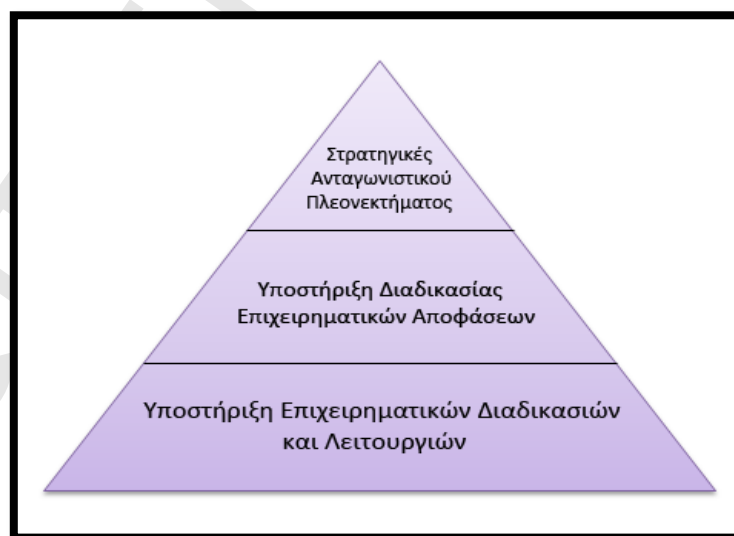 Στρατηγικές
Ανταγωνιστικού
Πλεονεκτήματος
Υποστήριξη Διαδικασίας
Επιχειρηματικών Αποφάσεων
Υποστήριξη Επιχειρηματικών Διαδικασιών
και Λειτουργιών